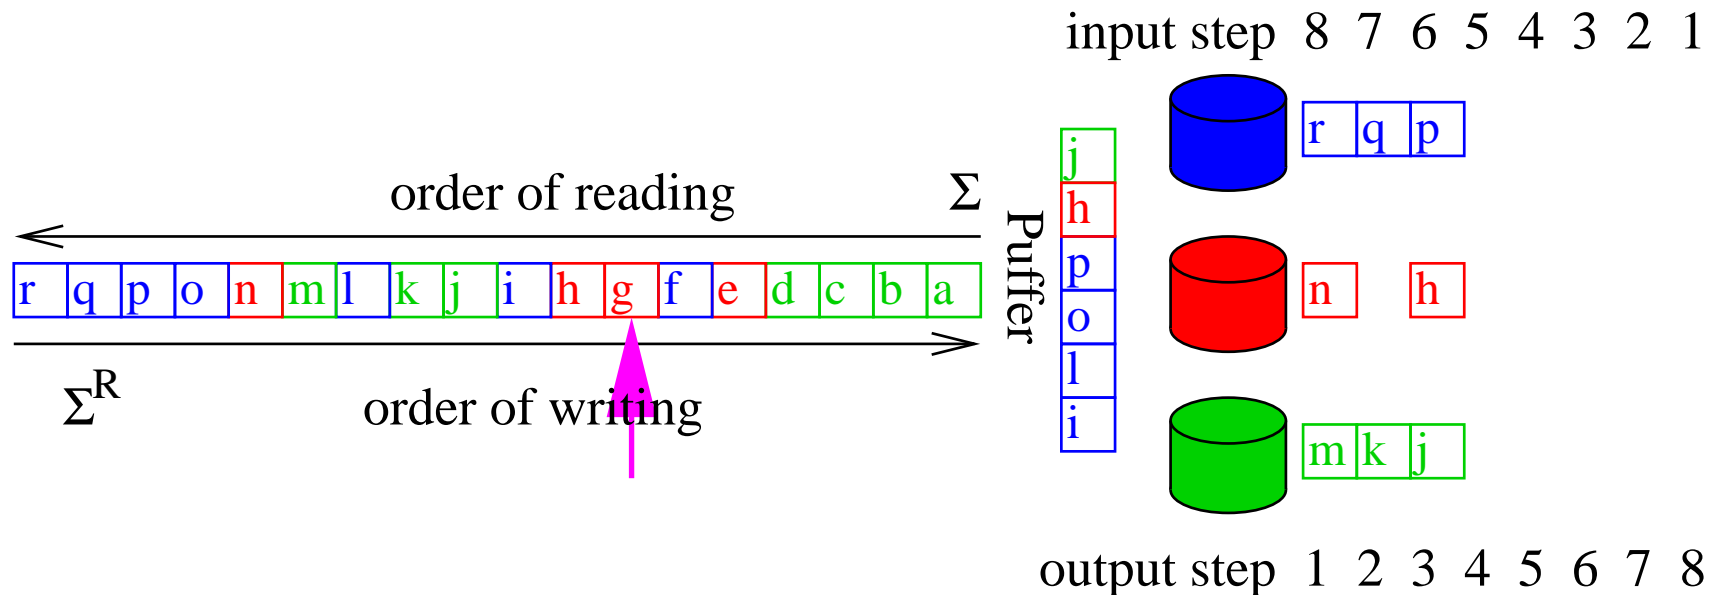 input step 8 7 6 5 4 3 2 1
r q p
j
h
p
o
l
i
Puffer
order of reading Σ
r q p o n m l k j i h g f e d c b a
n h
Σ^R order of writing
m k j
output step 1 2 3 4 5 6 7 8